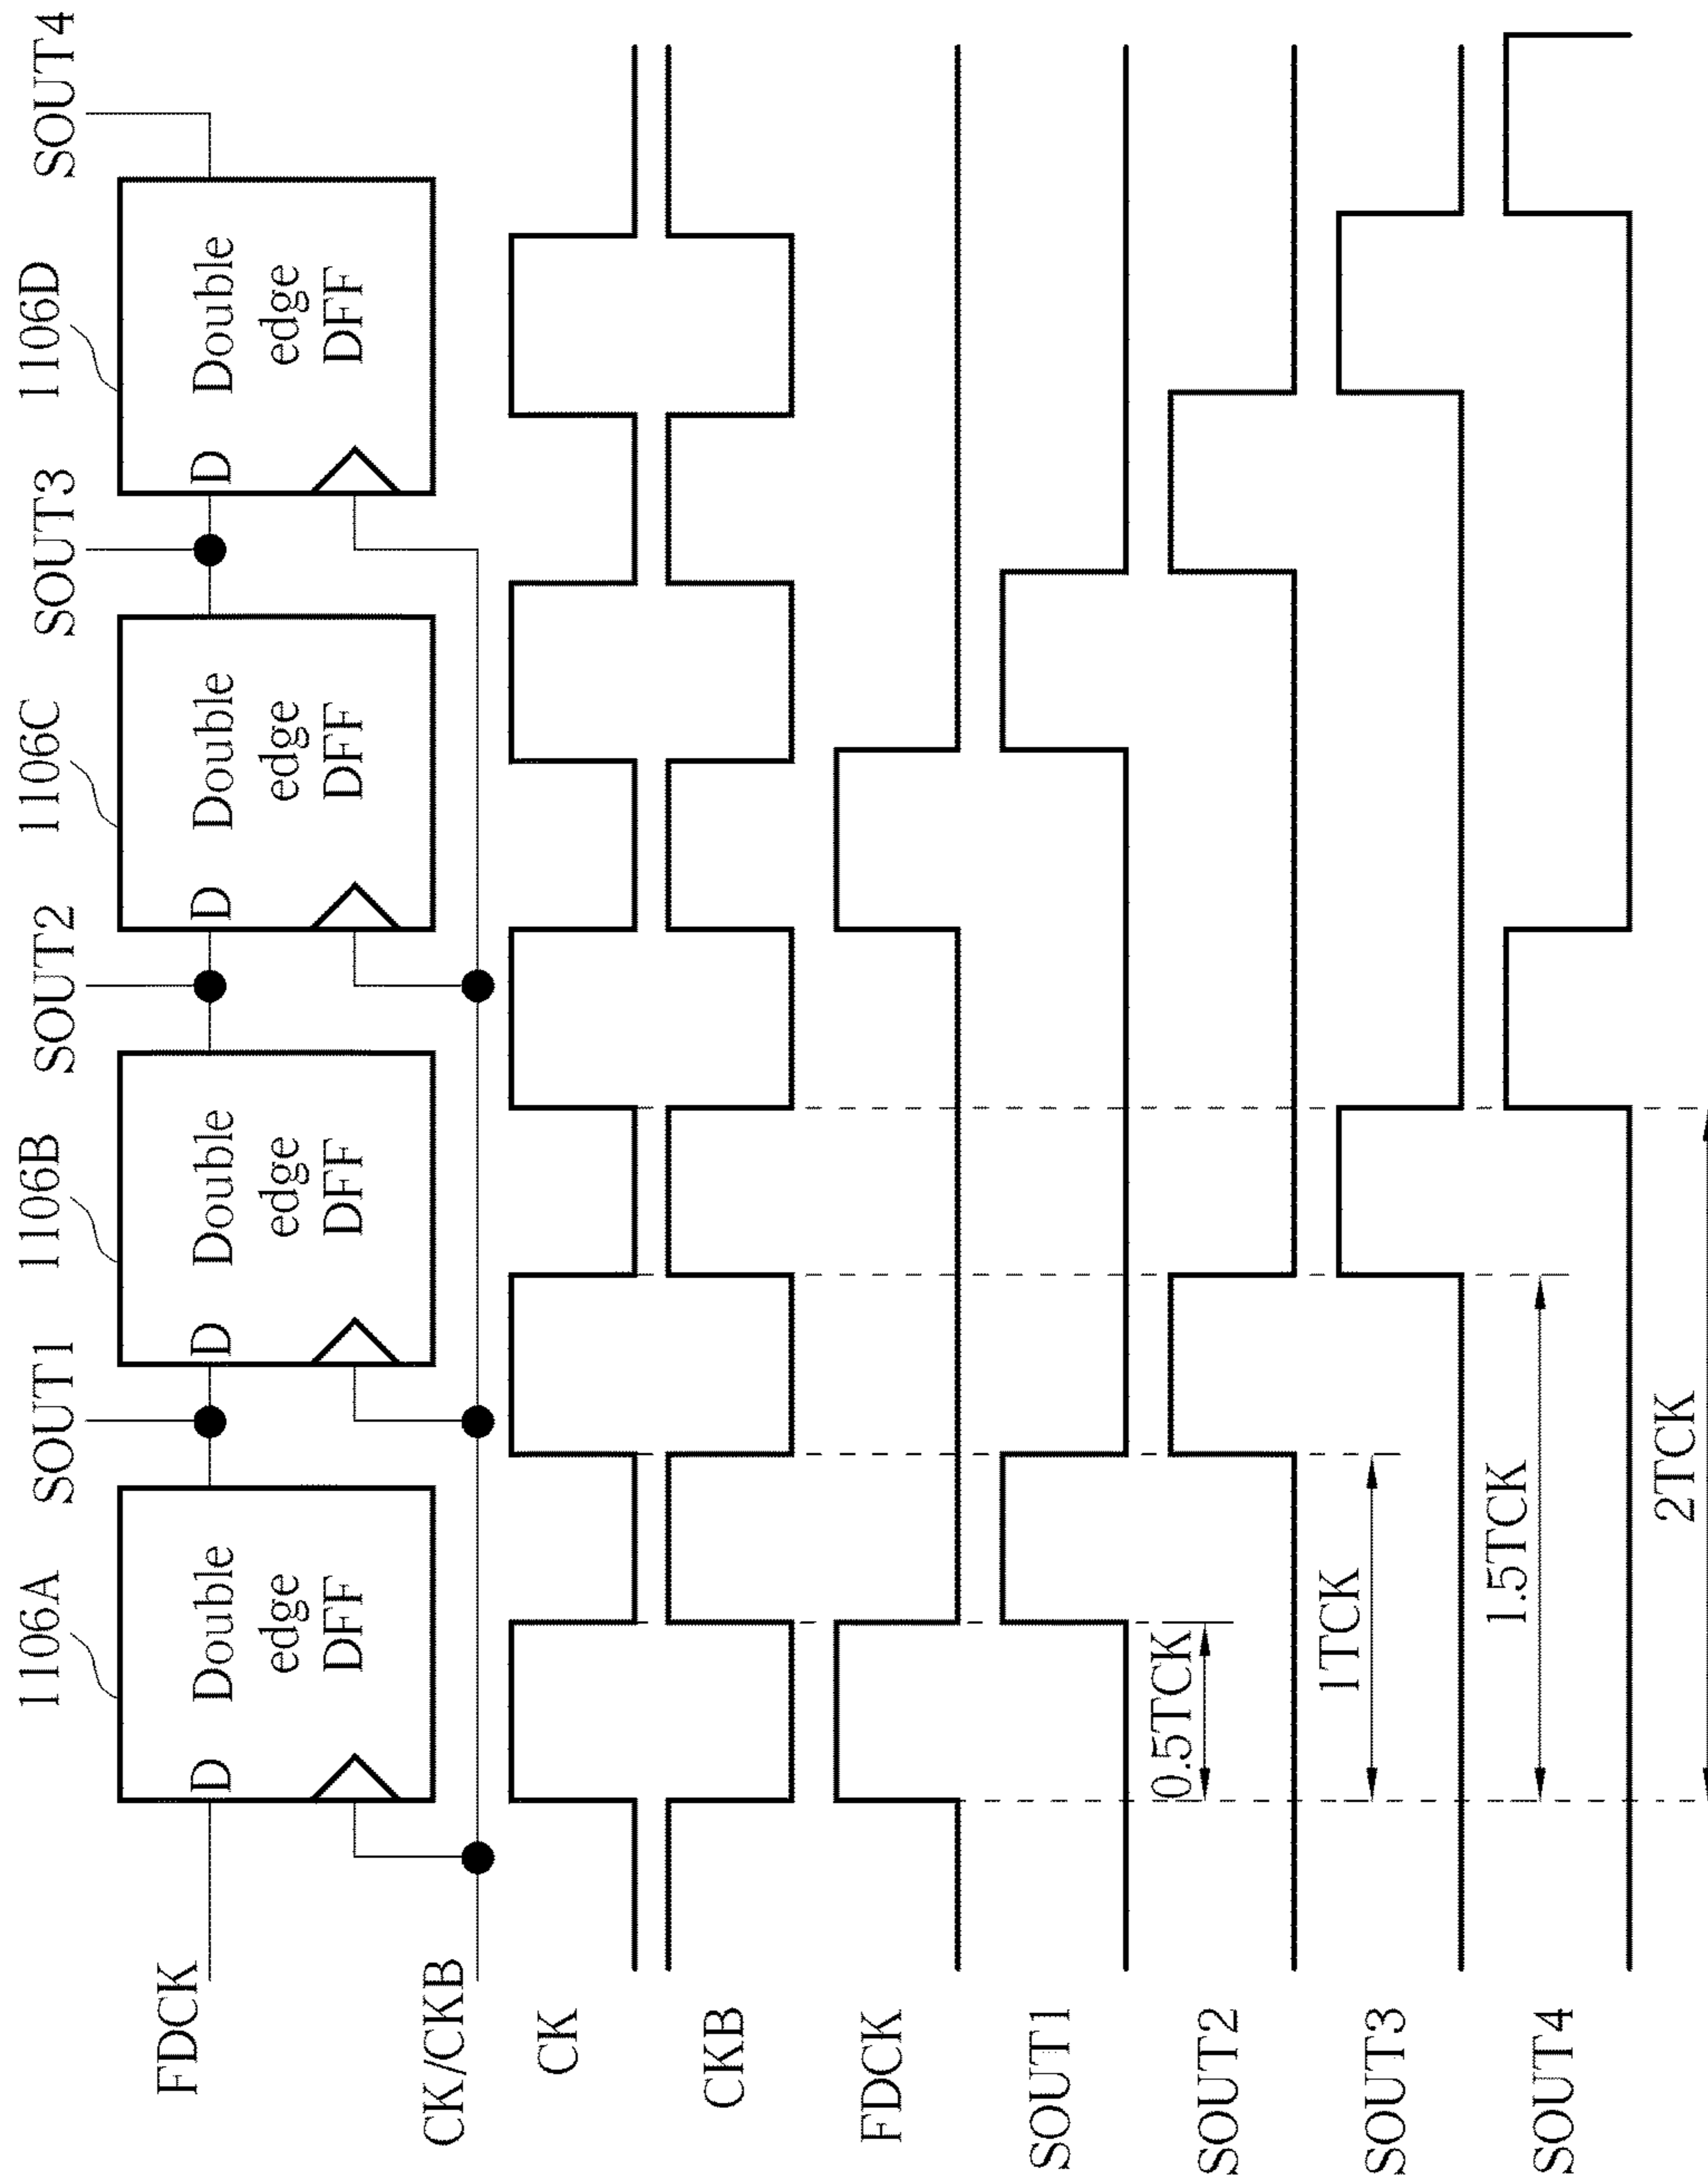 1106A
1106B
1106C
1106D
SOUT1
SOUT2
SOUT3
SOUT4
FDCK
D
Double
edge
DFF
D
Double
edge
DFF
D
Double
edge
DFF
D
Double
edge
DFF
CK/CKB
CK
CKB
FDCK
SOUT1
SOUT2
0.5TCK
SOUT3
1TCK
SOUT4
1.5TCK
2TCK